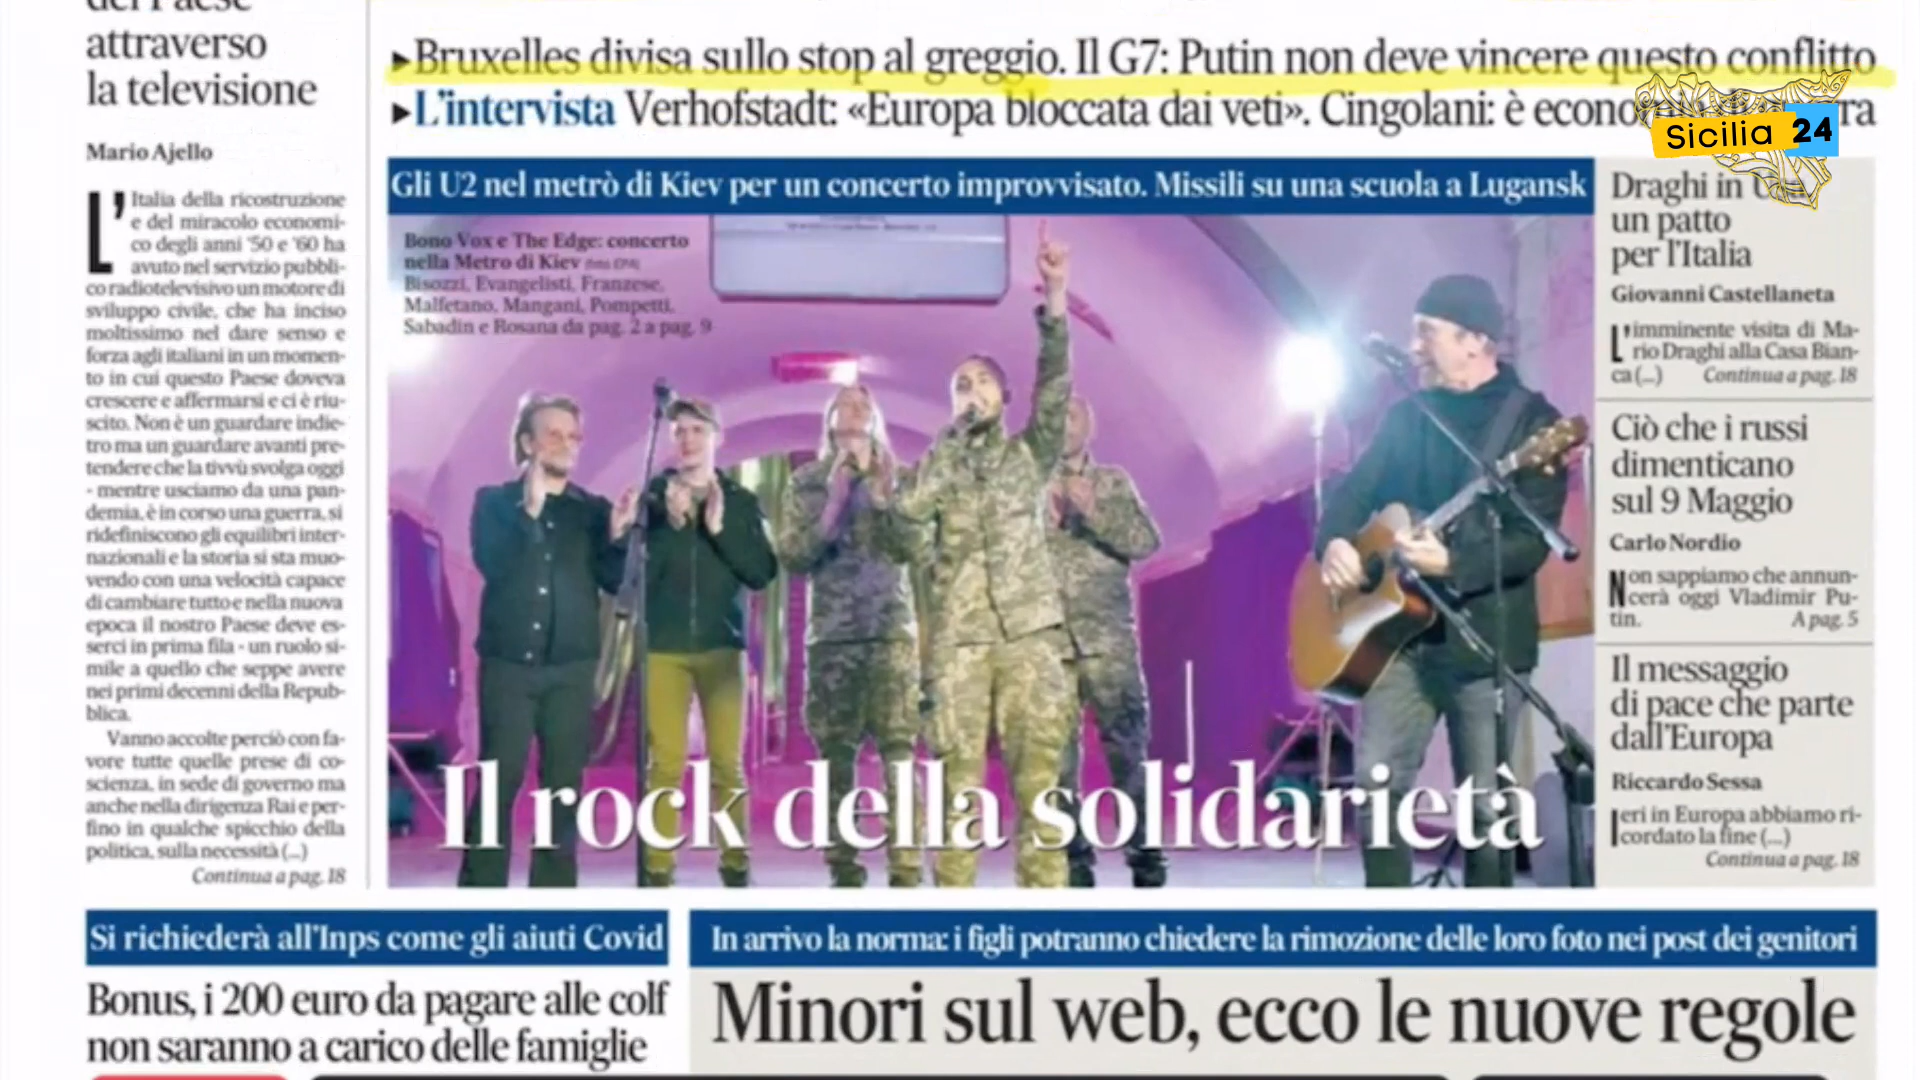 del Paese
attraverso
la televisione
Mario Ajello
L'Italia della ricostruzione
e del miracolo economi-
co degli anni '50 e '60 ha
avuto nel servizio pubbli-
co radiotelevisivo un motore di
sviluppo civile, che ha inciso
moltissimo nel dare senso e
forza agli italiani in un momen-
to in cui questo Paese doveva
crescere e affermarsi e ci è riu-
scito. Non è un guardare indie-
tro ma un guardare avanti pre-
tendere che la tivvù svolga oggi
- mentre usciamo da una pan-
demia, è in corso una guerra, si
ridefiniscono gli equilibri inter-
nazionali e la storia si sta muo-
vendo con una velocità capace
di cambiare tutto e nella nuova
epoca il nostro Paese deve es-
serci in prima fila - un ruolo si-
mile a quello che seppe avere
nei primi decenni della Repub-
blica.
Vanno accolte perciò con fa-
vore tutte quelle prese di co-
scienza, in sede di governo ma
anche nella dirigenza Rai e per-
fino in qualche spicchio della
politica, sulla necessità (...)
Continua a pag. 18
▸Bruxelles divisa sullo stop al greggio. Il G7: Putin non deve vincere questo conflitto
▸L'intervista Verhofstadt: «Europa bloccata dai veti». Cingolani: è
Sicilia 24
Gli U2 nel metrò di Kiev per un concerto improvvisato. Missili su una scuola a Lugansk
Bono Vox e The Edge: concerto
nella Metro di Kiev (foto EPA)
Bisozzi, Evangelisti, Franzese,
Malfetano, Mangani, Pompetti,
Sabadin e Rosana da pag. 2 a pag. 9
Il rock della solidarietà
Draghi in
un patto
per l'Italia
Giovanni Castellaneta
L'imminente visita di Ma-
rio Draghi alla Casa Bian-
ca (...) Continua a pag. 18
Ciò che i russi
dimenticano
sul 9 Maggio
Carlo Nordio
Non sappiamo che annun-
cerà oggi Vladimir Pu-
tin. A pag. 5
Il messaggio
di pace che parte
dall'Europa
Riccardo Sessa
Ieri in Europa abbiamo ri-
cordato la fine (...)
Continua a pag. 18
Si richiederà all'Inps come gli aiuti Covid
Bonus, i 200 euro da pagare alle colf
non saranno a carico delle famiglie
In arrivo la norma: i figli potranno chiedere la rimozione delle loro foto nei post dei genitori
Minori sul web, ecco le nuove regole